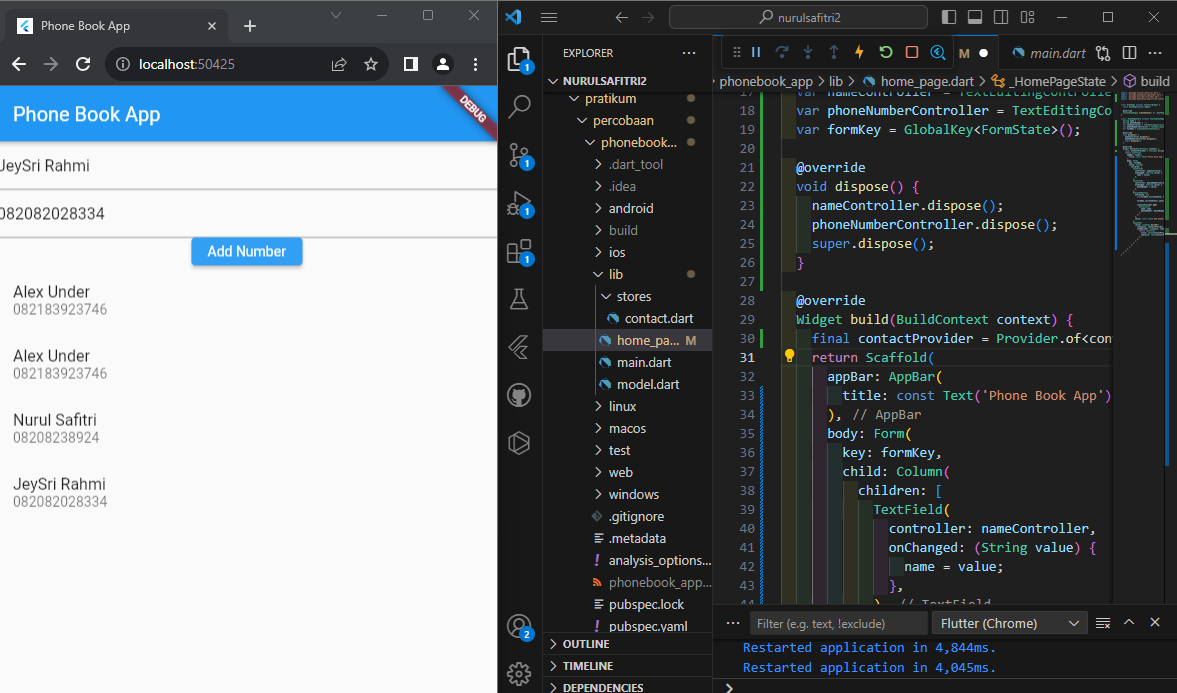 Phone Book App
localhost:50425
Phone Book App
DEBUG
JeySri Rahmi
082082028334
Add Number
Alex Under
082183923746
Alex Under
082183923746
Nurul Safitri
08208238924
JeySri Rahmi
082082028334
nurulsafitri2
1
1
1
1
2
EXPLORER
NURULSAFITRI2
pratikum
percobaan
phonebook...
.dart_tool
.idea
android
build
ios
lib
stores
contact.dart
home_pa... M
main.dart
model.dart
linux
macos
test
web
windows
.gitignore
.metadata
analysis_options...
phonebook_app...
pubspec.lock
pubspec.yaml
OUTLINE
TIMELINE
DEPENDENCIES
M
main.dart
phonebook_app > lib > home_page.dart > _HomePageState > build
17 var nameController = TextEditingControlle
18 var phoneNumberController = TextEditingCo
19 var formKey = GlobalKey<FormState>();
20
21 @override
22 void dispose() {
23 nameController.dispose();
24 phoneNumberController.dispose();
25 super.dispose();
26 }
27
28 @override
29 Widget build(BuildContext context) {
30 final contactProvider = Provider.of<con
31 return Scaffold(
32 appBar: AppBar(
33 title: const Text('Phone Book App')
34 ), // AppBar
35 body: Form(
36 key: formKey,
37 child: Column(
38 children: [
39 TextField(
40 controller: nameController,
41 onChanged: (String value) {
42 name = value;
43 },
44 ), // TextField
Filter (e.g. text, !exclude)
Flutter (Chrome)
Restarted application in 4,844ms.
Restarted application in 4,045ms.
>